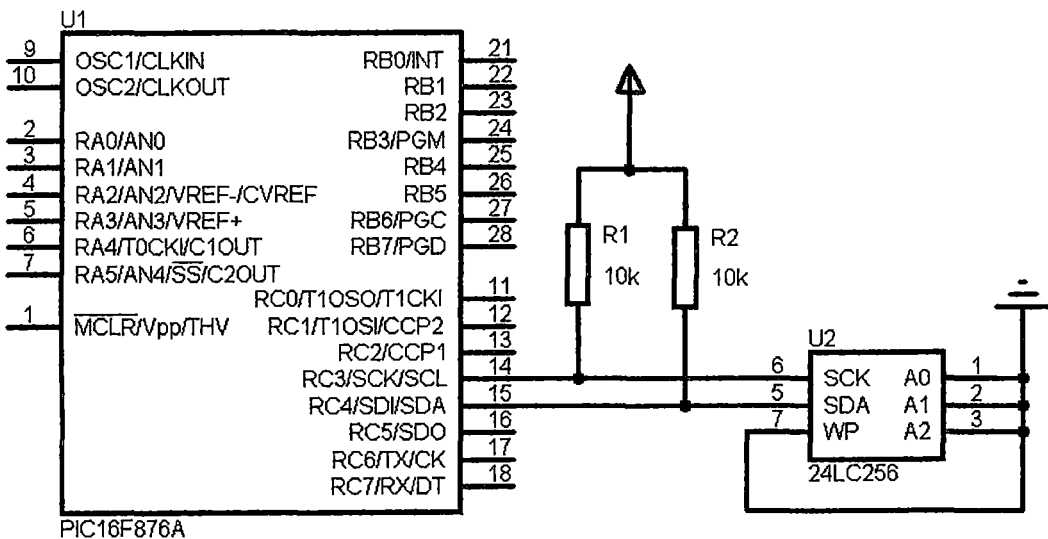 U1
9 OSC1/CLKIN RB0/INT 21
10 OSC2/CLKOUT RB1 22
RB2 23
2 RA0/AN0 RB3/PGM 24
3 RA1/AN1 RB4 25
4 RA2/AN2/VREF-/CVREF RB5 26
5 RA3/AN3/VREF+ RB6/PGC 27
6 RA4/T0CKI/C1OUT RB7/PGD 28
7 RA5/AN4/SS/C2OUT
RC0/T1OSO/T1CKI 11
1 MCLR/Vpp/THV RC1/T1OSI/CCP2 12
RC2/CCP1 13
RC3/SCK/SCL 14
RC4/SDI/SDA 15
RC5/SDO 16
RC6/TX/CK 17
RC7/RX/DT 18
PIC16F876A
R1
10k
R2
10k
U2
6 SCK A0 1
5 SDA A1 2
7 WP A2 3
24LC256